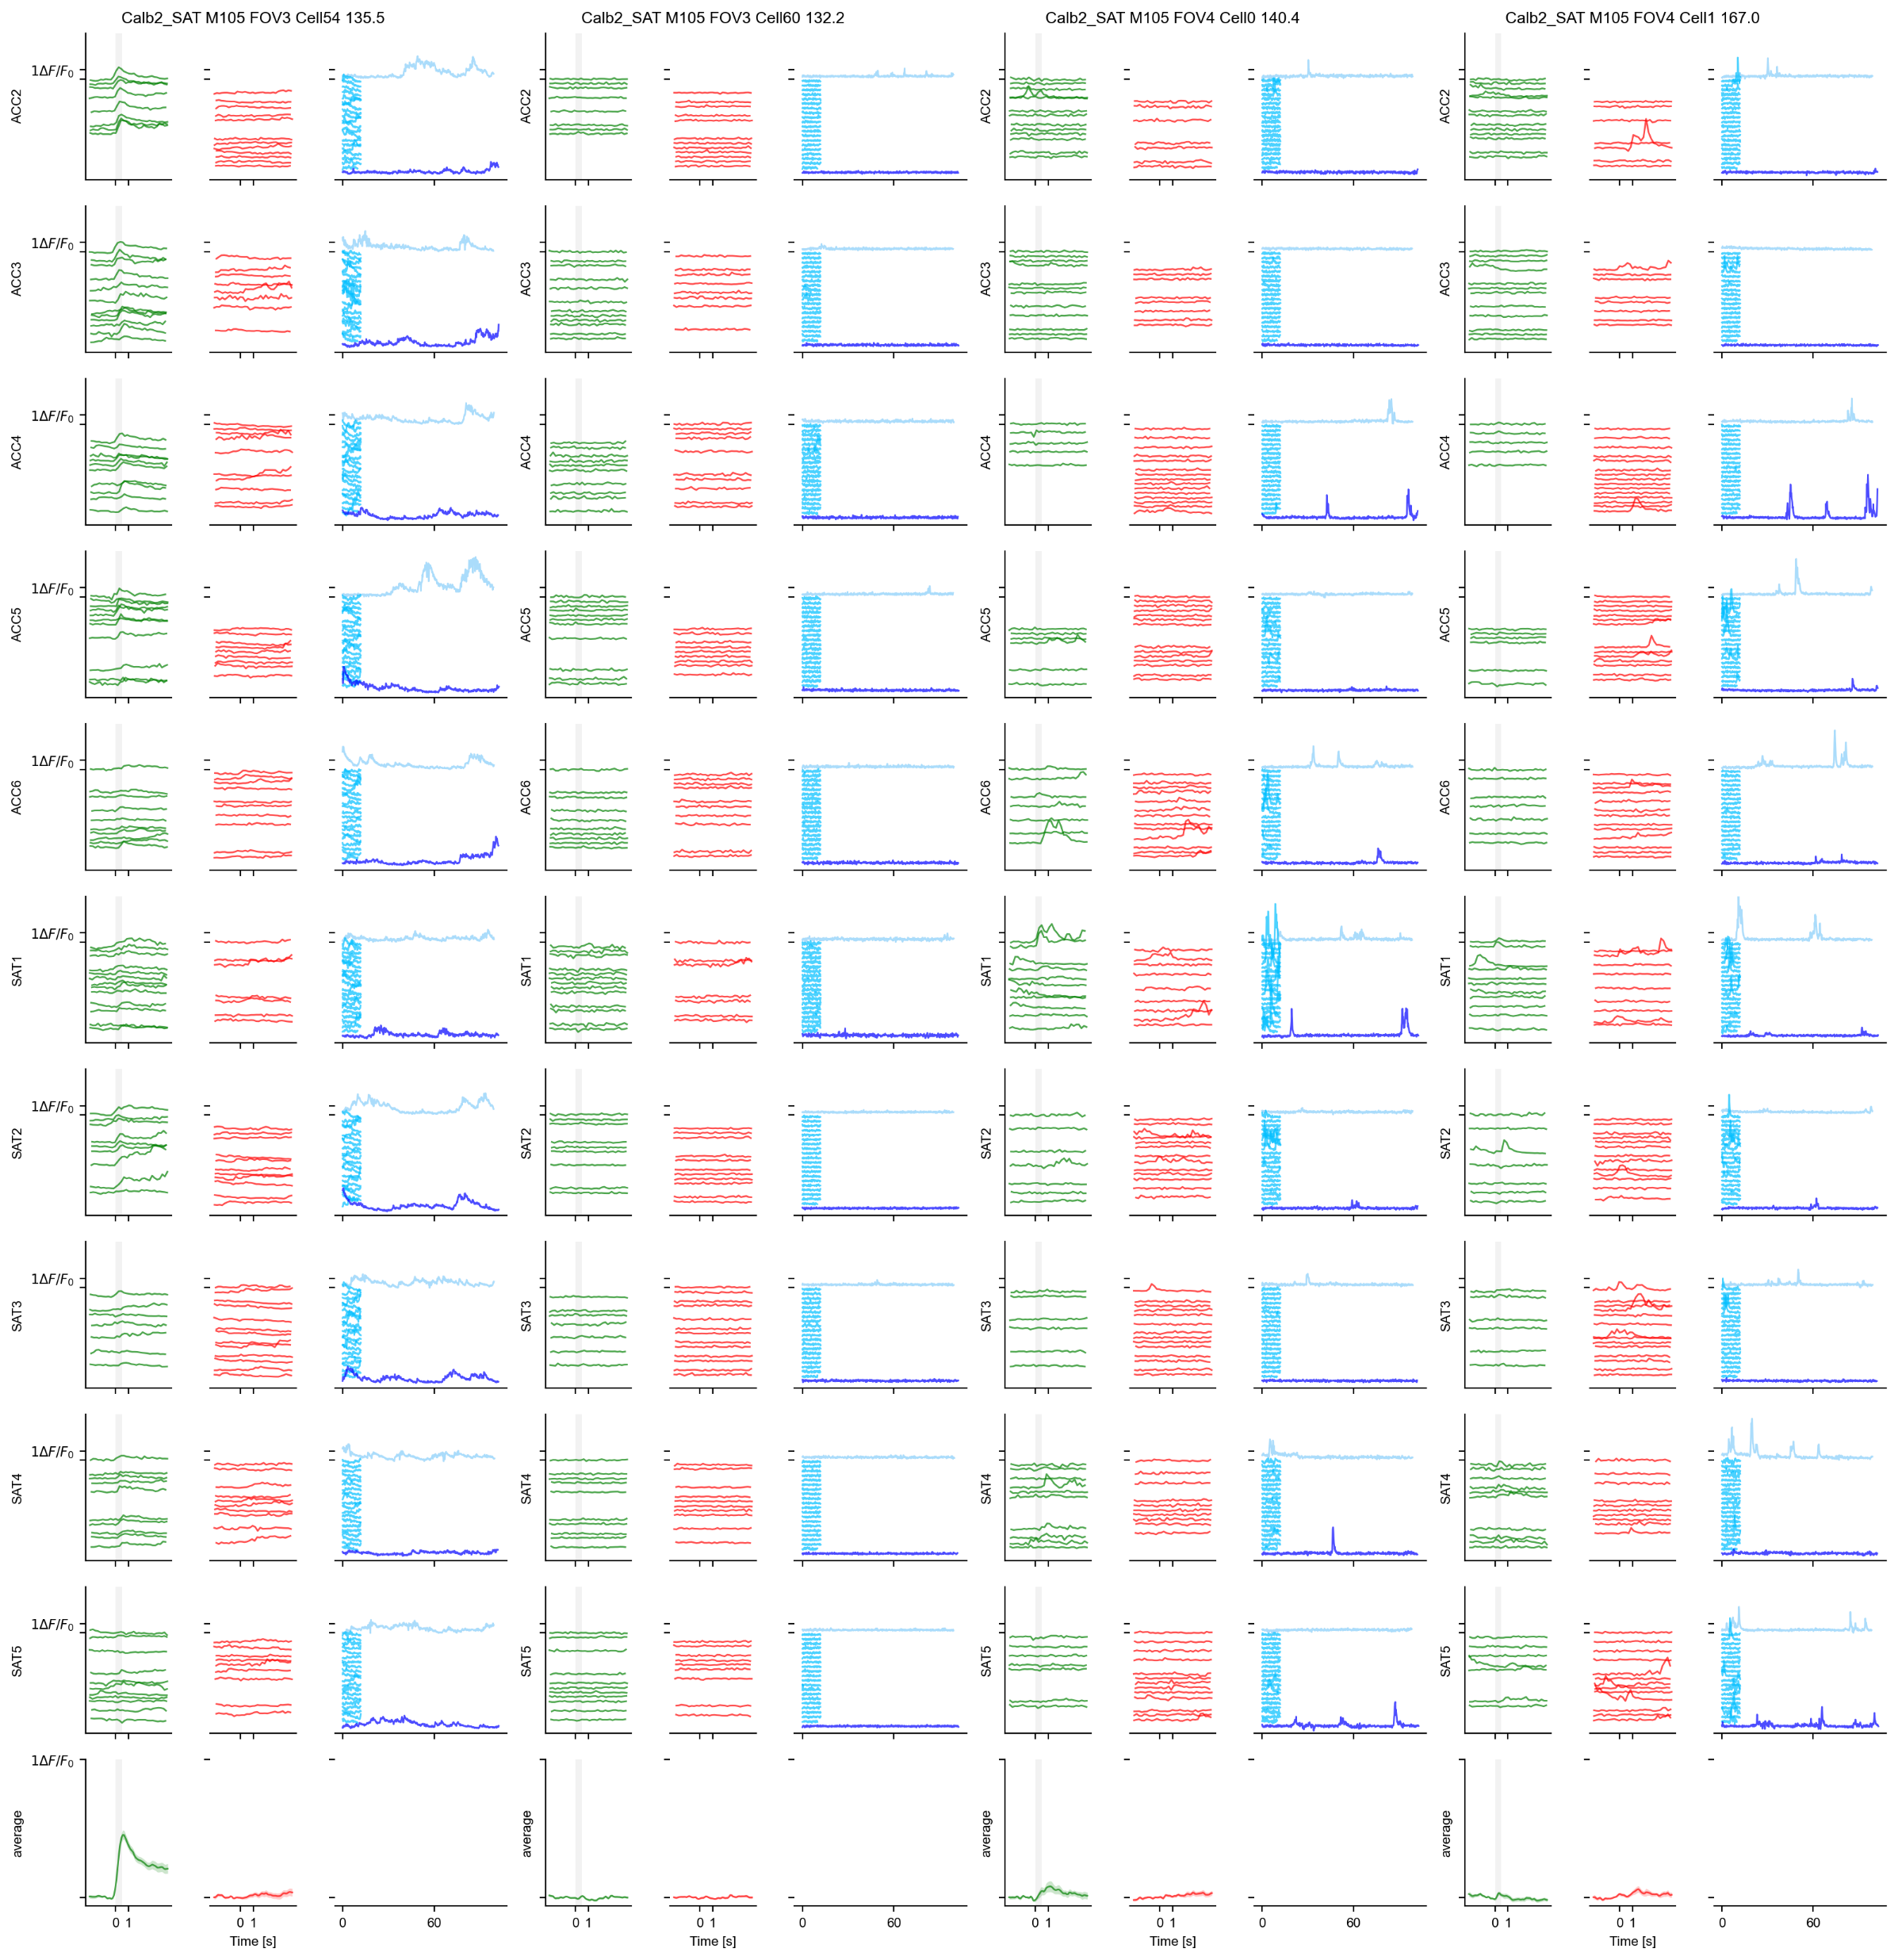 Calb2_SAT M105 FOV3 Cell54 135.5
Calb2_SAT M105 FOV3 Cell60 132.2
Calb2_SAT M105 FOV4 Cell0 140.4
Calb2_SAT M105 FOV4 Cell1 167.0
1ΔF/F0
ACC2 ACC2 ACC2 ACC2
1ΔF/F0
ACC3 ACC3 ACC3 ACC3
1ΔF/F0
ACC4 ACC4 ACC4 ACC4
1ΔF/F0
ACC5 ACC5 ACC5 ACC5
1ΔF/F0
ACC6 ACC6 ACC6 ACC6
1ΔF/F0
SAT1 SAT1 SAT1 SAT1
1ΔF/F0
SAT2 SAT2 SAT2 SAT2
1ΔF/F0
SAT3 SAT3 SAT3 SAT3
1ΔF/F0
SAT4 SAT4 SAT4 SAT4
1ΔF/F0
SAT5 SAT5 SAT5 SAT5
1ΔF/F0
average average average average
0 1 0 1 0 60 0 1 0 1 0 60 0 1 0 1 0 60 0 1 0 1 0 60
Time [s] Time [s] Time [s] Time [s]